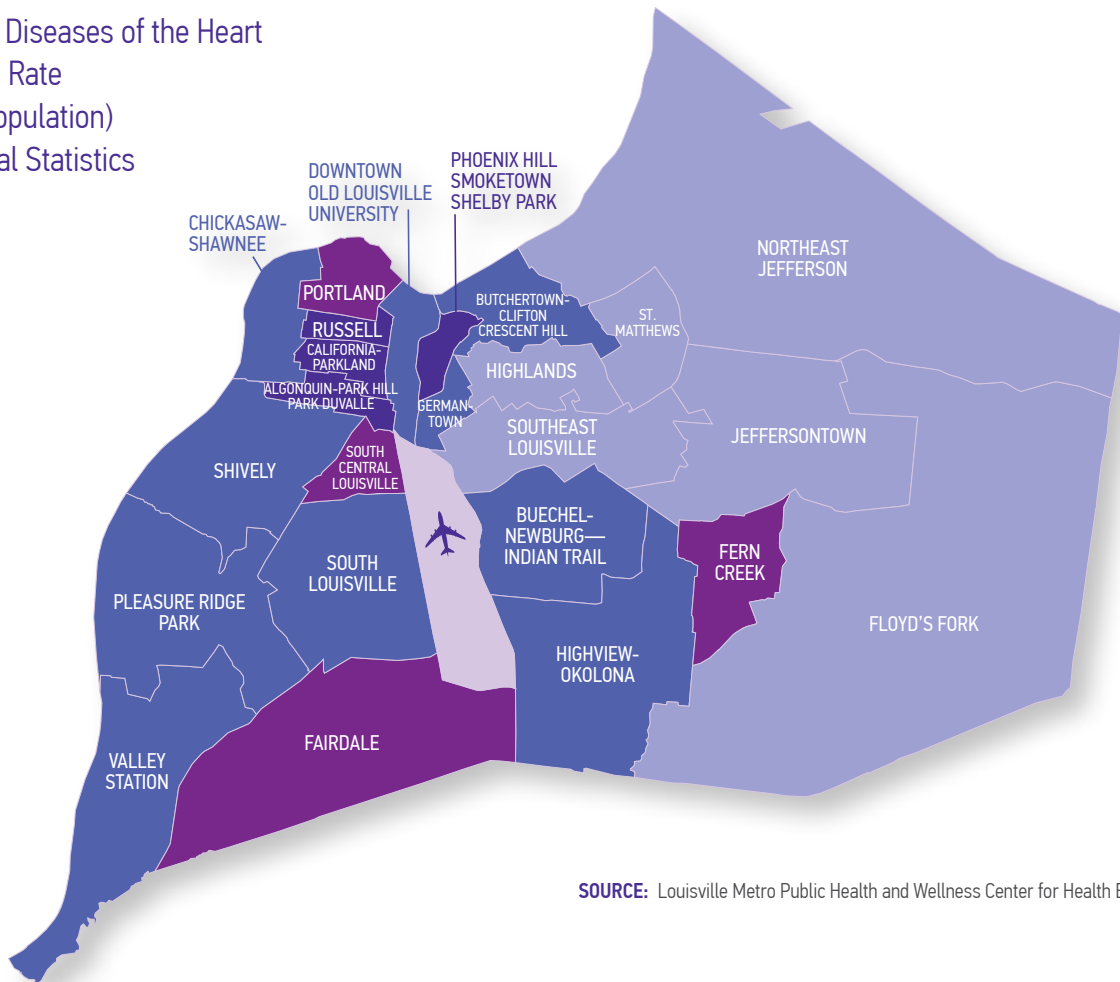 Diseases of the Heart
Rate
opulation)
al Statistics
PHOENIX HILL
SMOKETOWN
SHELBY PARK
DOWNTOWN
OLD LOUISVILLE
UNIVERSITY
CHICKASAW-
SHAWNEE
NORTHEAST
JEFFERSON
PORTLAND
BUTCHERTOWN-
CLIFTON
CRESCENT HILL
ST.
MATTHEWS
RUSSELL
CALIFORNIA-
PARKLAND
HIGHLANDS
ALGONQUIN-PARK HILL
PARK DUVALLE
GERMAN-
TOWN
SOUTHEAST
LOUISVILLE
JEFFERSONTOWN
SHIVELY
SOUTH
CENTRAL
LOUISVILLE
BUECHEL-
NEWBURG—
INDIAN TRAIL
FERN
CREEK
SOUTH
LOUISVILLE
PLEASURE RIDGE
PARK
FLOYD'S FORK
HIGHVIEW-
OKOLONA
FAIRDALE
VALLEY
STATION
SOURCE: Louisville Metro Public Health and Wellness Center for Health E